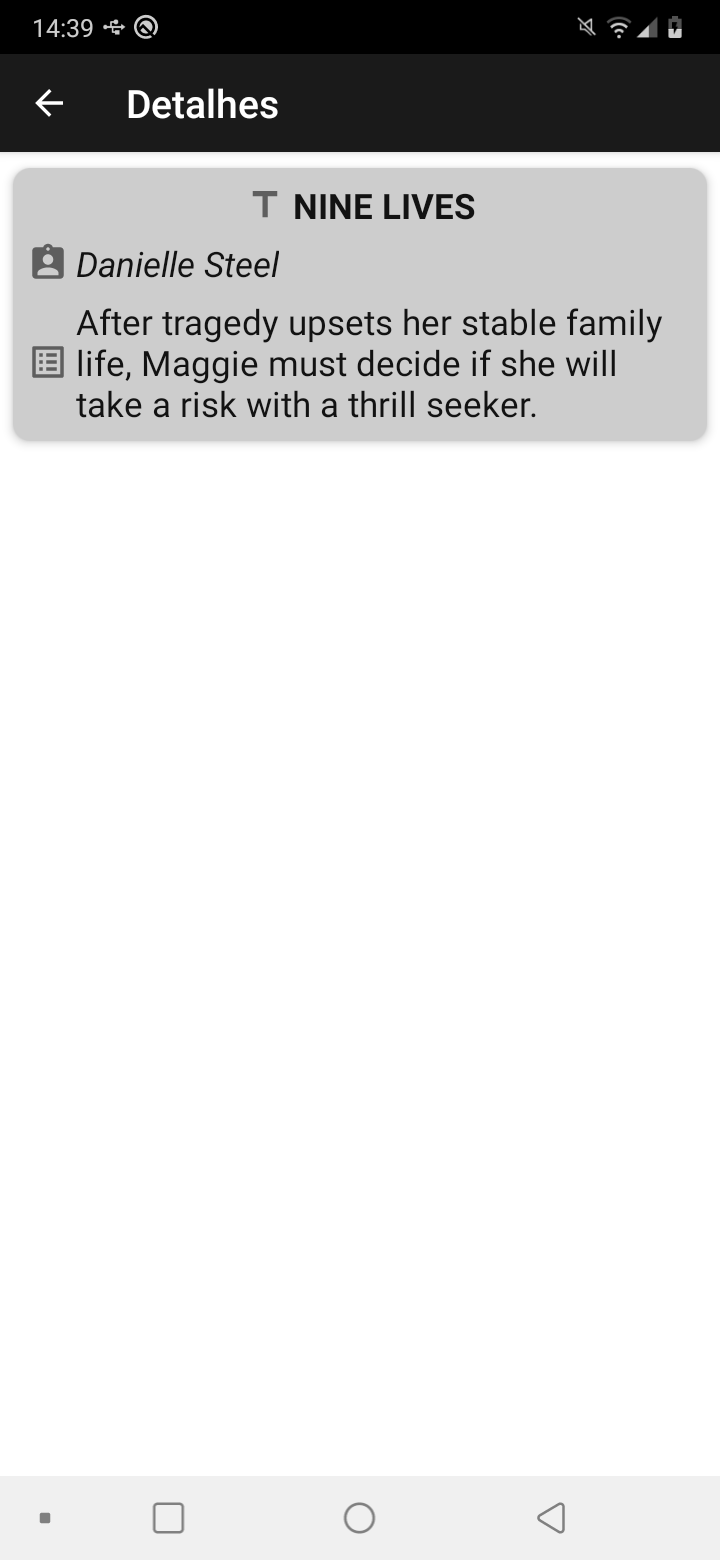 14:39
Detalhes
NINE LIVES
Danielle Steel
After tragedy upsets her stable family
life, Maggie must decide if she will
take a risk with a thrill seeker.